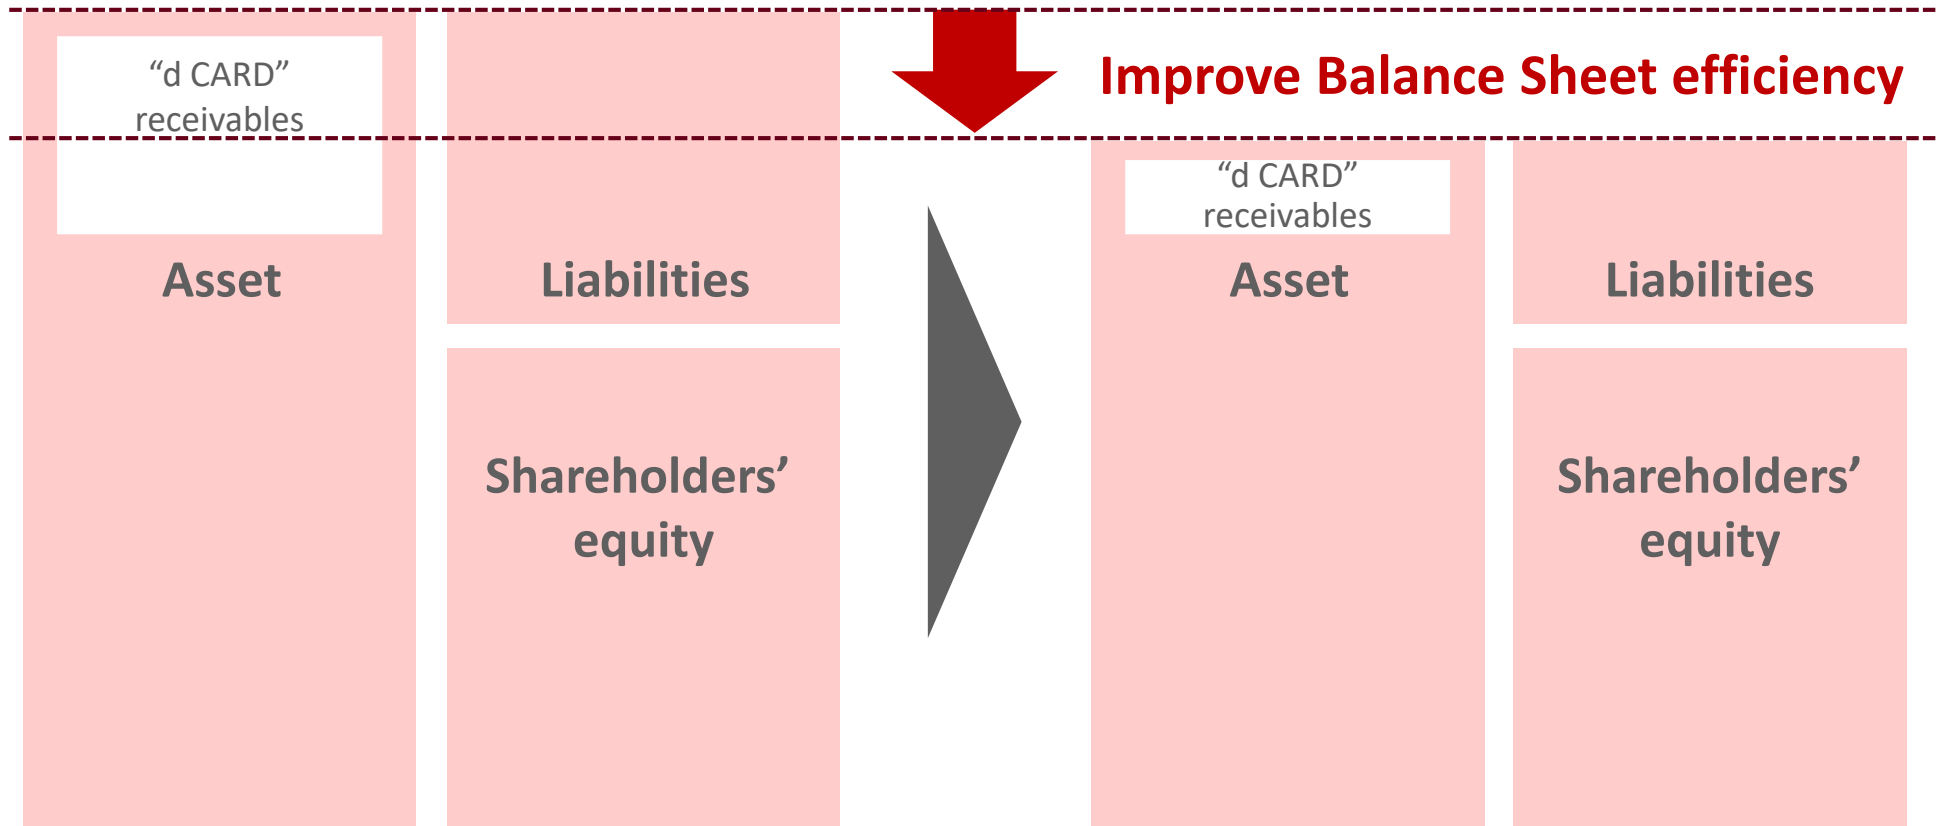 Improve Balance Sheet efficiency
“d CARD”
receivables
Asset
Liabilities
Shareholders’
equity
“d CARD”
receivables
Asset
Liabilities
Shareholders’
equity